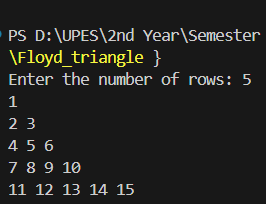 PS D:\UPES\2nd Year\Semester
\Floyd_triangle }
Enter the number of rows: 5
1
2 3
4 5 6
7 8 9 10
11 12 13 14 15